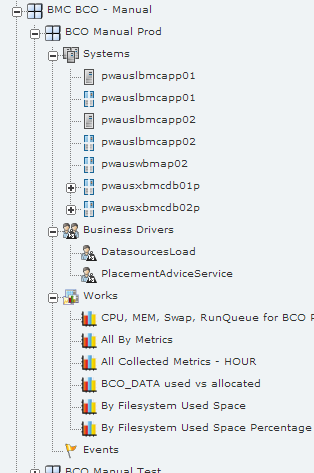 BMC BCO - Manual
BCO Manual Prod
Systems
pwauslbmcapp01
pwauslbmcapp01
pwauslbmcapp02
pwauslbmcapp02
pwauswbmap02
pwausxbmcdb01p
pwausxbmcdb02p
Business Drivers
DatasourcesLoad
PlacementAdviceService
Works
CPU, MEM, Swap, RunQueue for BCO P
All By Metrics
All Collected Metrics - HOUR
BCO_DATA used vs allocated
By Filesystem Used Space
By Filesystem Used Space Percentage
Events
BCO Manual Test